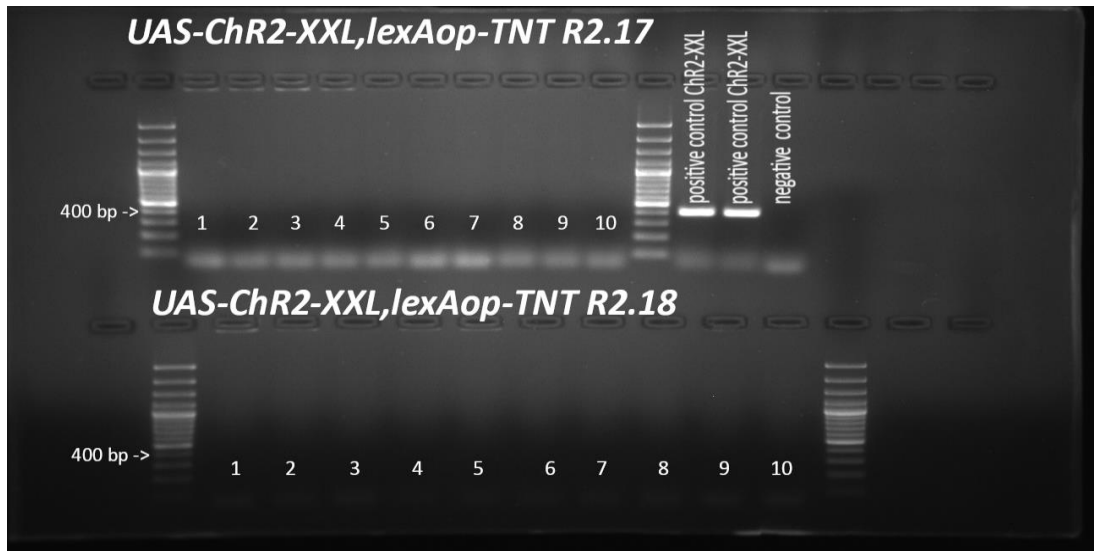 UAS-ChR2-XXL,lexAop-TNT R2.17
positive control ChR2-XXL
positive control ChR2-XXL
negative control
400 bp ->
1 2 3 4 5 6 7 8 9 10
UAS-ChR2-XXL,lexAop-TNT R2.18
400 bp ->
1 2 3 4 5 6 7 8 9 10